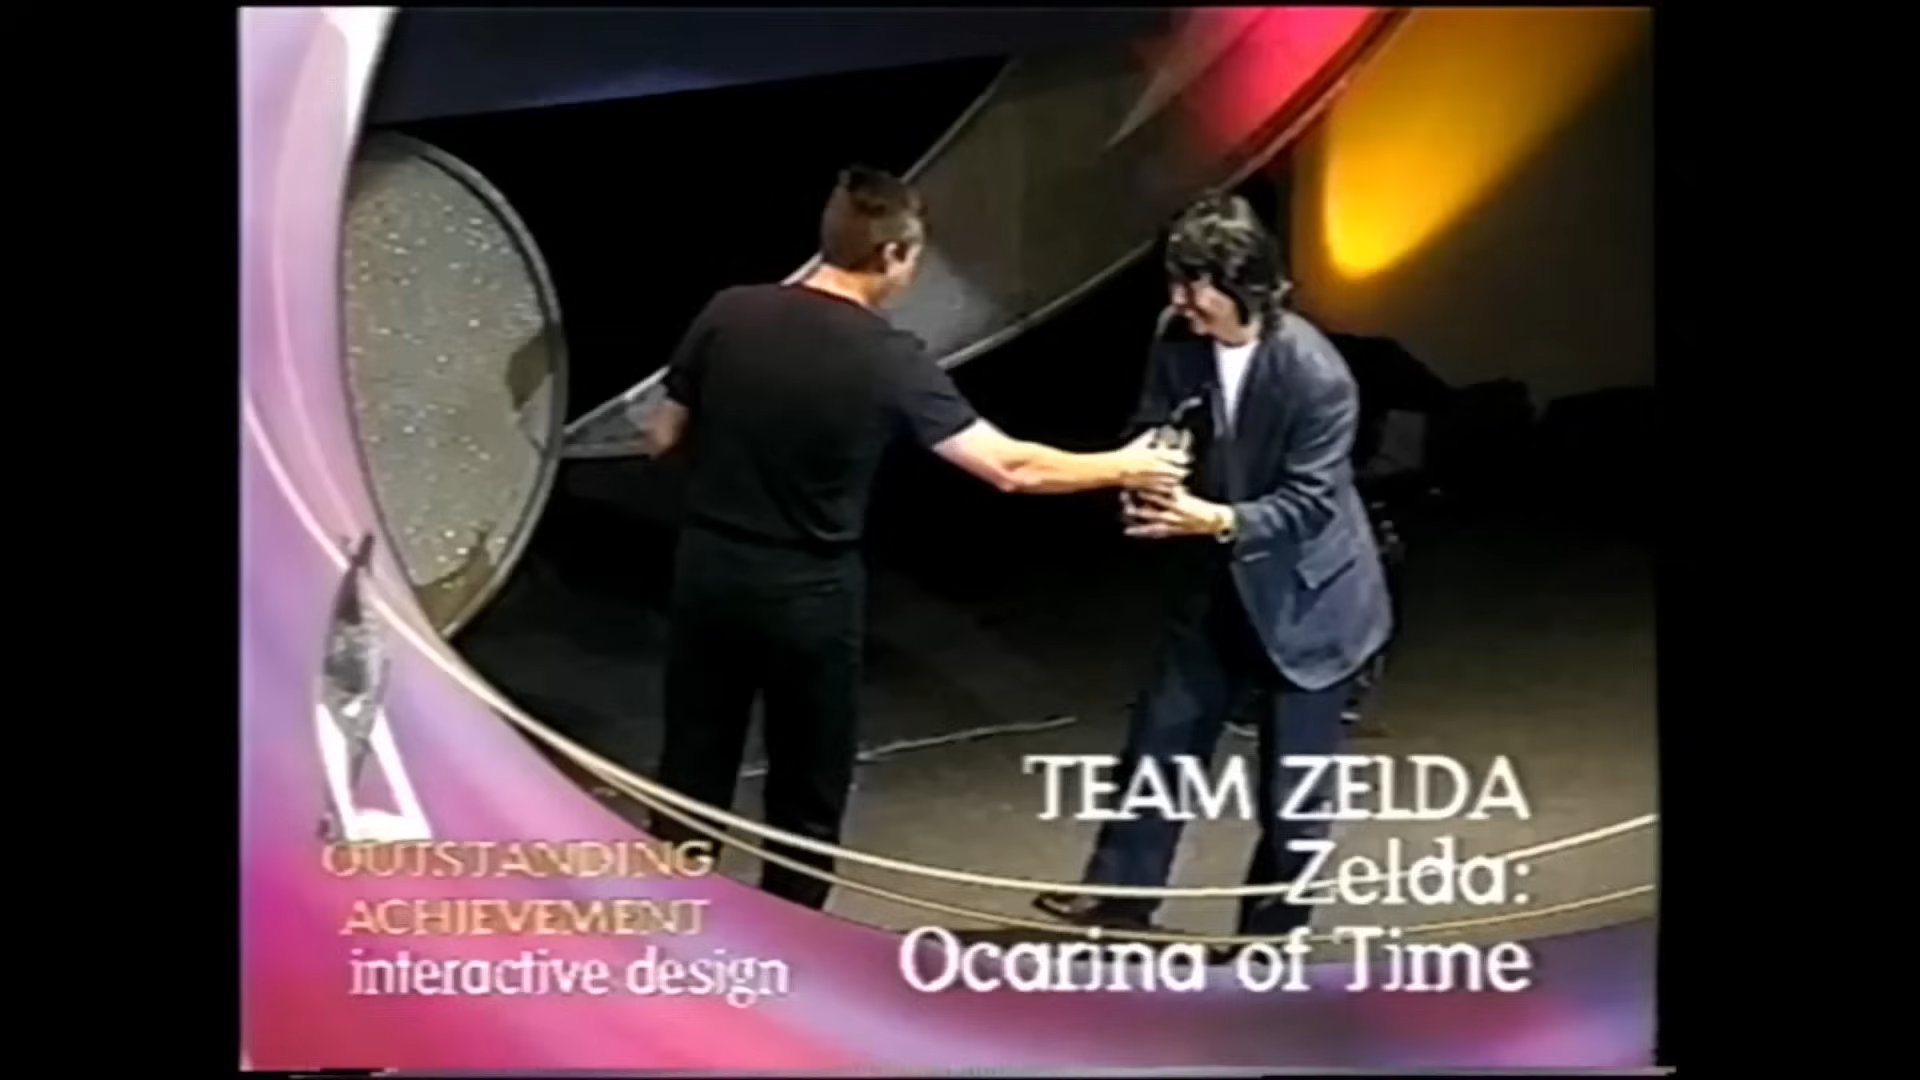 OUTSTANDING
ACHIEVEMENT
interactive design
TEAM ZELDA
Zelda:
Ocarina of Time